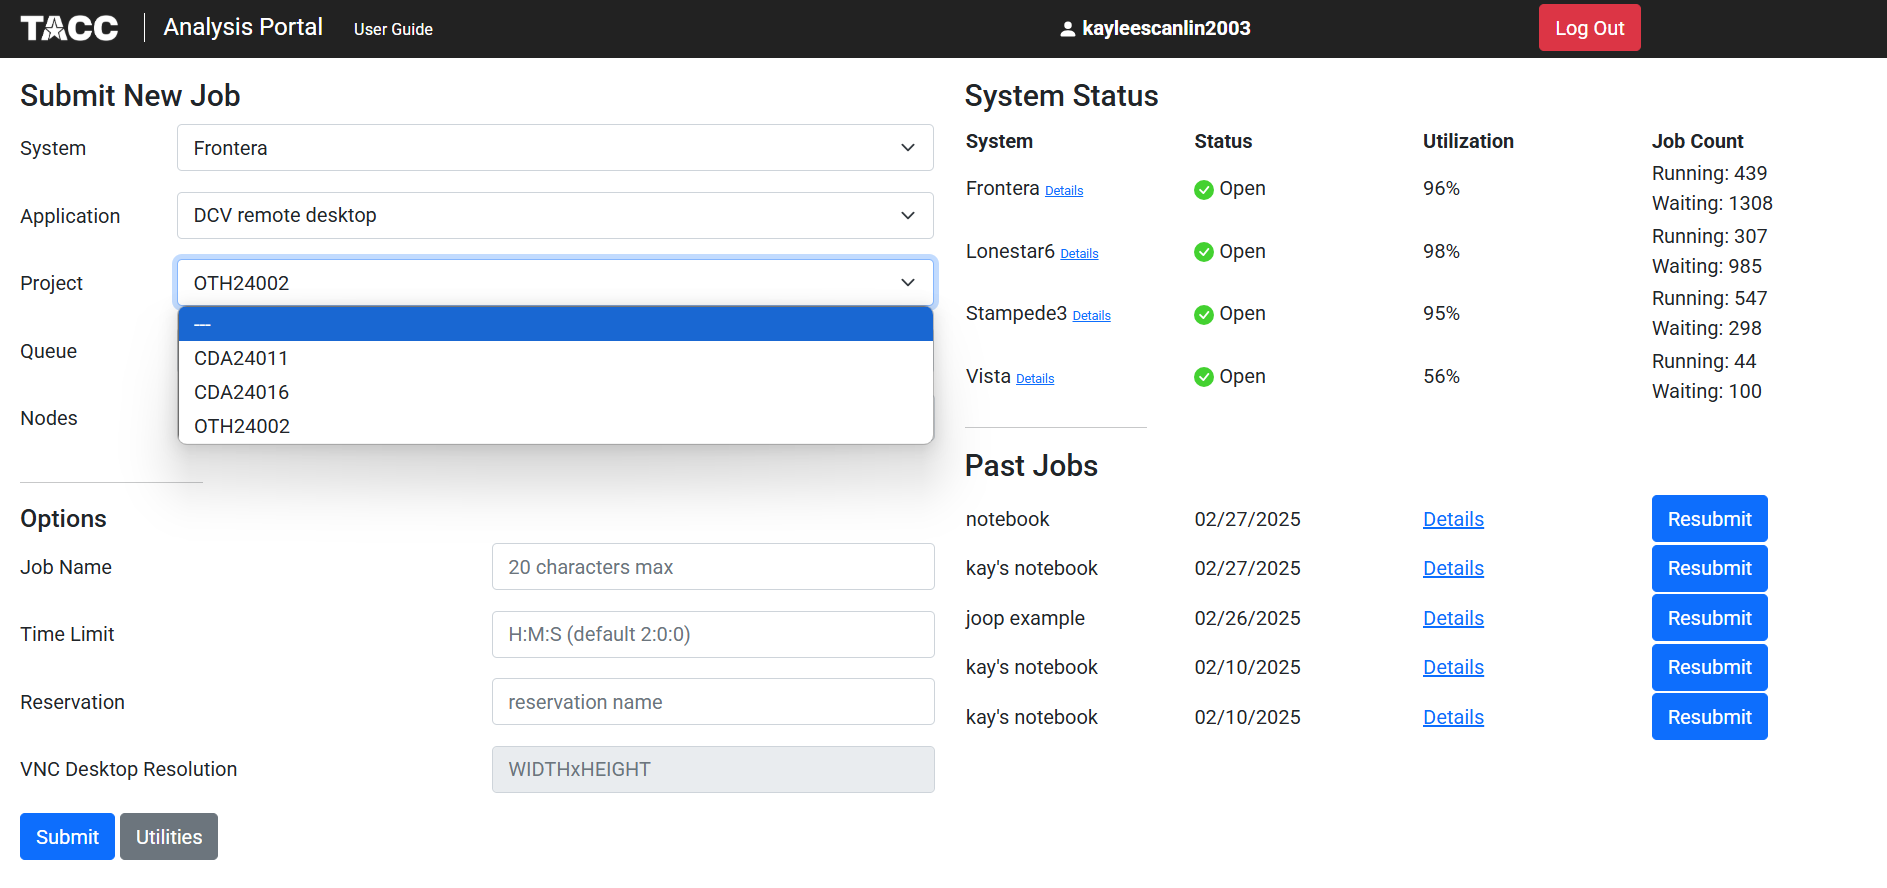 TACC
Analysis Portal
User Guide
kayleescanlin2003
Log Out
Submit New Job
System
Frontera
Application
DCV remote desktop
Project
OTH24002
---
CDA24011
CDA24016
OTH24002
Queue
Nodes
Options
Job Name
20 characters max
Time Limit
H:M:S (default 2:0:0)
Reservation
reservation name
VNC Desktop Resolution
WIDTHxHEIGHT
Submit
Utilities
System Status
System Status Utilization Job Count
Frontera Details Open 96% Running: 439
Waiting: 1308
Lonestar6 Details Open 98% Running: 307
Waiting: 985
Stampede3 Details Open 95% Running: 547
Waiting: 298
Vista Details Open 56% Running: 44
Waiting: 100
Past Jobs
notebook 02/27/2025 Details Resubmit
kay's notebook 02/27/2025 Details Resubmit
joop example 02/26/2025 Details Resubmit
kay's notebook 02/10/2025 Details Resubmit
kay's notebook 02/10/2025 Details Resubmit